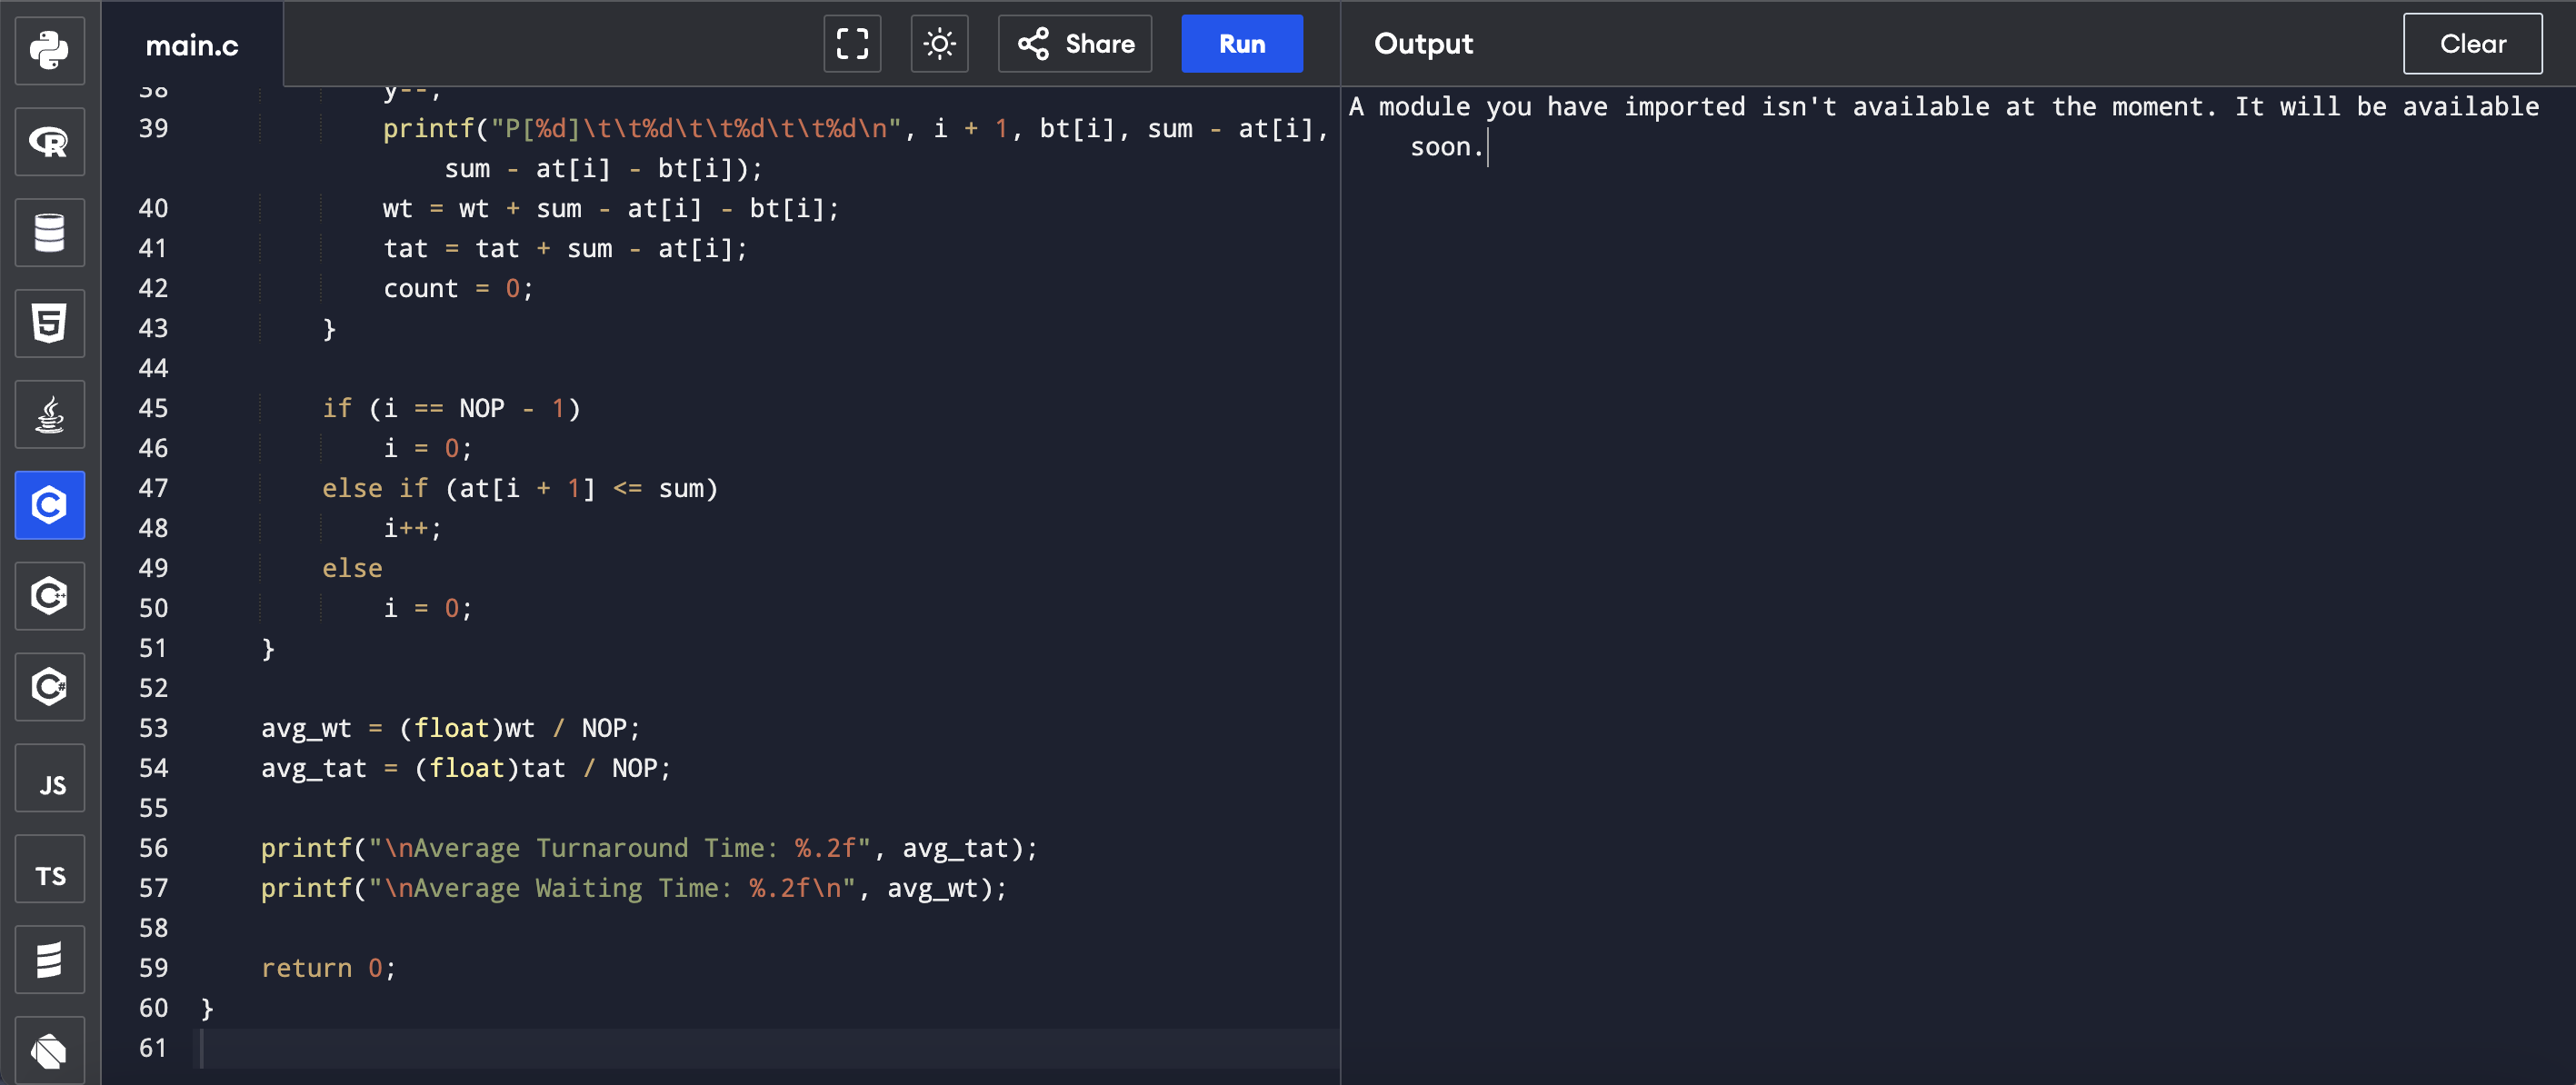 main.c
Share
Run
Output
Clear
38 y--;
39 printf("P[%d]\t\t%d\t\t%d\t\t%d\n", i + 1, bt[i], sum - at[i],
sum - at[i] - bt[i]);
40 wt = wt + sum - at[i] - bt[i];
41 tat = tat + sum - at[i];
42 count = 0;
43 }
44
45 if (i == NOP - 1)
46 i = 0;
47 else if (at[i + 1] <= sum)
48 i++;
49 else
50 i = 0;
51 }
52
53 avg_wt = (float)wt / NOP;
54 avg_tat = (float)tat / NOP;
55
56 printf("\nAverage Turnaround Time: %.2f", avg_tat);
57 printf("\nAverage Waiting Time: %.2f\n", avg_wt);
58
59 return 0;
60 }
61
A module you have imported isn't available at the moment. It will be available
soon.
R
5
C
C++
C#
JS
TS